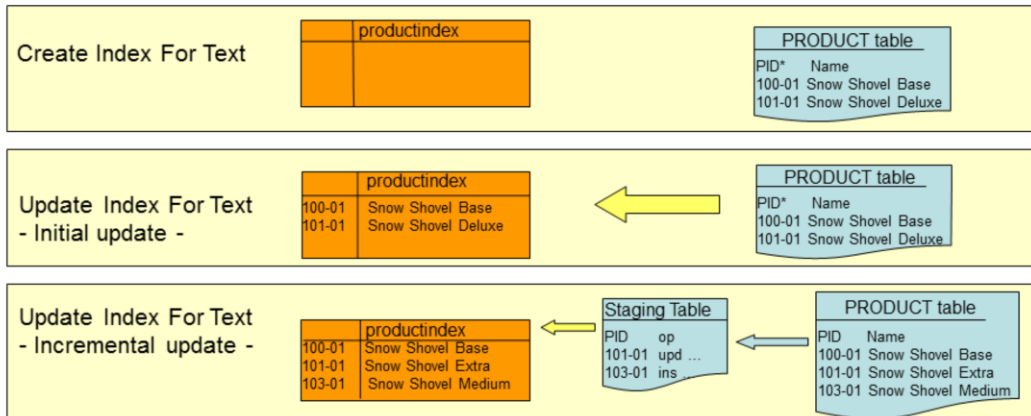 Create Index For Text
productindex
PRODUCT table
PID* Name
100-01 Snow Shovel Base
101-01 Snow Shovel Deluxe
Update Index For Text
- Initial update -
productindex
100-01 Snow Shovel Base
101-01 Snow Shovel Deluxe
PRODUCT table
PID* Name
100-01 Snow Shovel Base
101-01 Snow Shovel Deluxe
Update Index For Text
- Incremental update -
productindex
100-01 Snow Shovel Base
101-01 Snow Shovel Extra
103-01 Snow Shovel Medium
Staging Table
PID op
101-01 upd ...
103-01 ins ...
PRODUCT table
PID Name
100-01 Snow Shovel Base
101-01 Snow Shovel Extra
103-01 Snow Shovel Medium